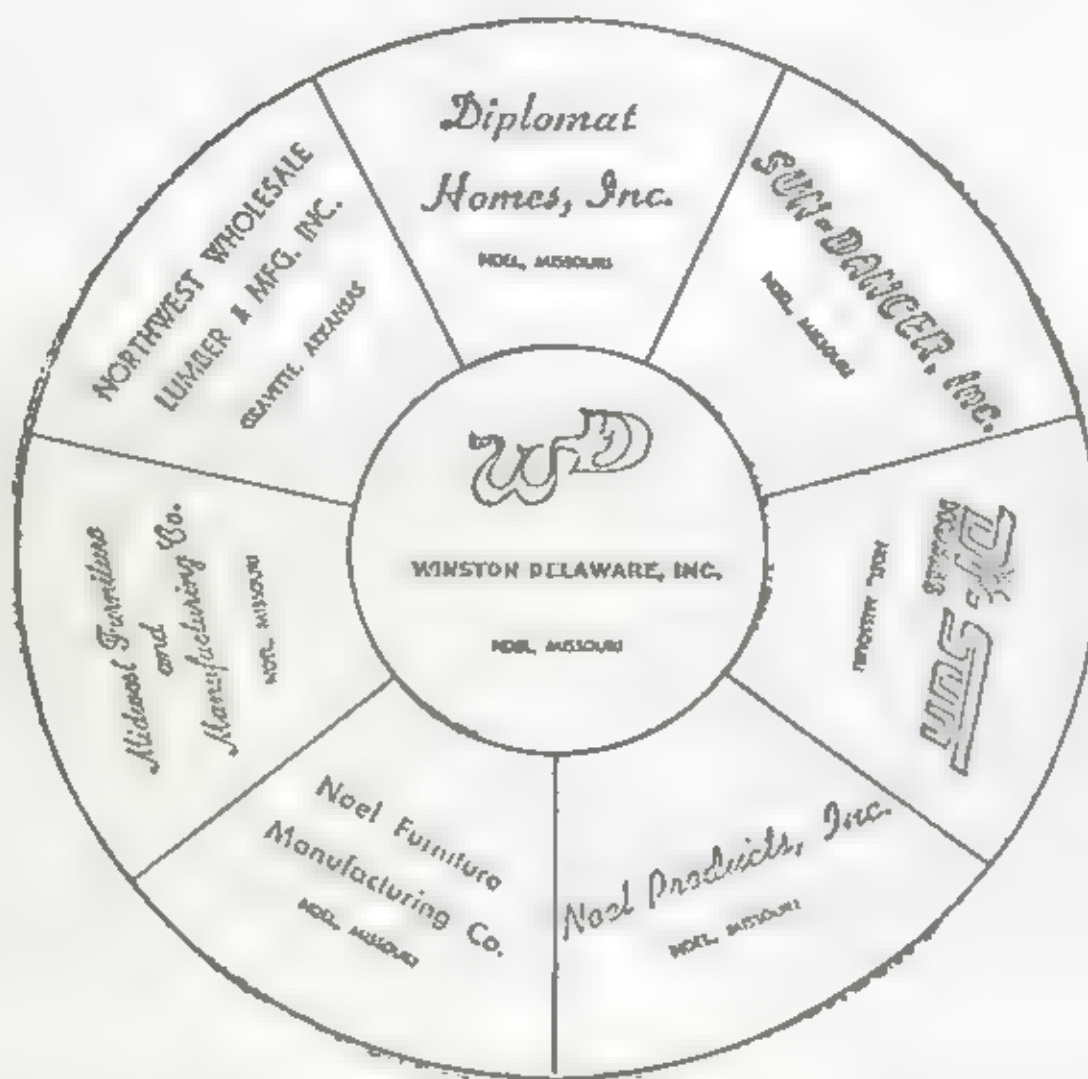 Diplomat
Homes, Inc.
NOEL, MISSOURI
SUN-DANCER, Inc.
NOEL, MISSOURI
Sun
NOEL, MISSOURI
Noel Products, Inc.
NOEL, MISSOURI
Noel Furniture
Manufacturing Co.
NOEL, MISSOURI
Midwest Furniture
and
Manufacturing Co.
NOEL, MISSOURI
NORTHWEST WHOLESALE
LUMBER & MFG. INC.
GRAVETTE, ARKANSAS
WD
WINSTON DELAWARE, INC.
NOEL, MISSOURI